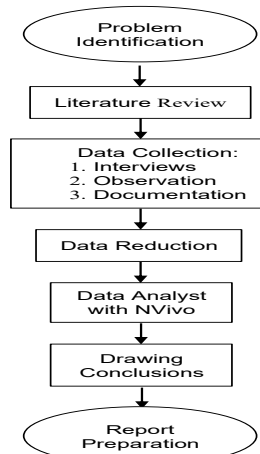 Problem
Identification
Literature Review
Data Collection:
1. Interviews
2. Observation
3. Documentation
Data Reduction
Data Analyst
with NVivo
Drawing
Conclusions
Report
Preparation